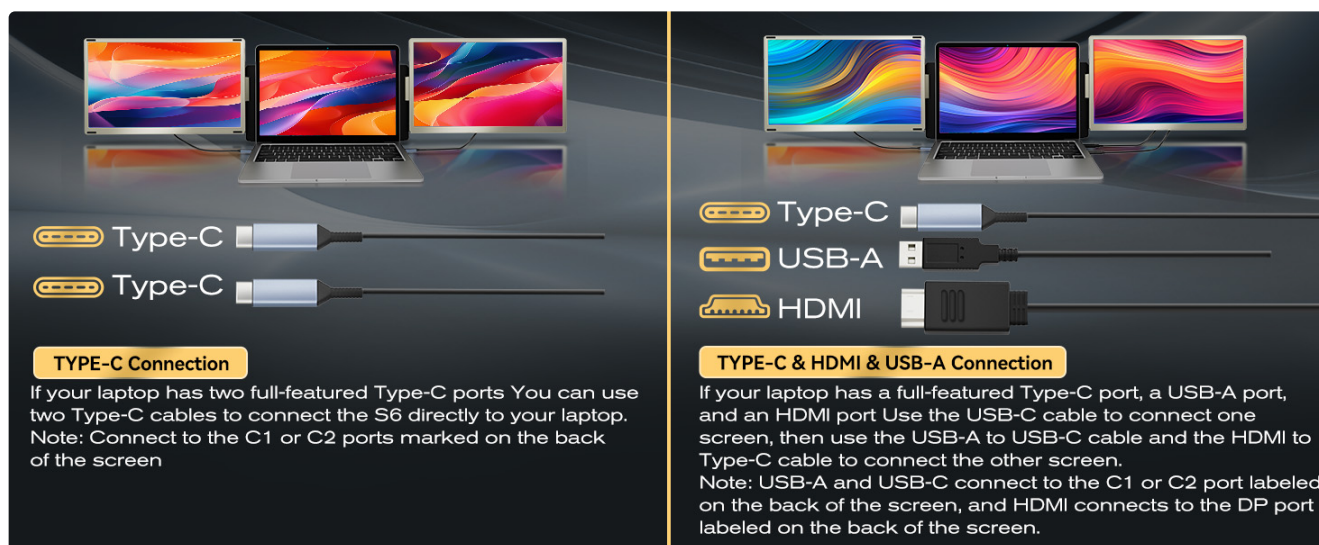 Type-C
Type-C
TYPE-C Connection
If your laptop has two full-featured Type-C ports You can use
two Type-C cables to connect the S6 directly to your laptop.
Note: Connect to the C1 or C2 ports marked on the back
of the screen
Type-C
USB-A
HDMI
TYPE-C & HDMI & USB-A Connection
If your laptop has a full-featured Type-C port, a USB-A port,
and an HDMI port Use the USB-C cable to connect one
screen, then use the USB-A to USB-C cable and the HDMI to
Type-C cable to connect the other screen.
Note: USB-A and USB-C connect to the C1 or C2 port labeled
on the back of the screen, and HDMI connects to the DP port
labeled on the back of the screen.